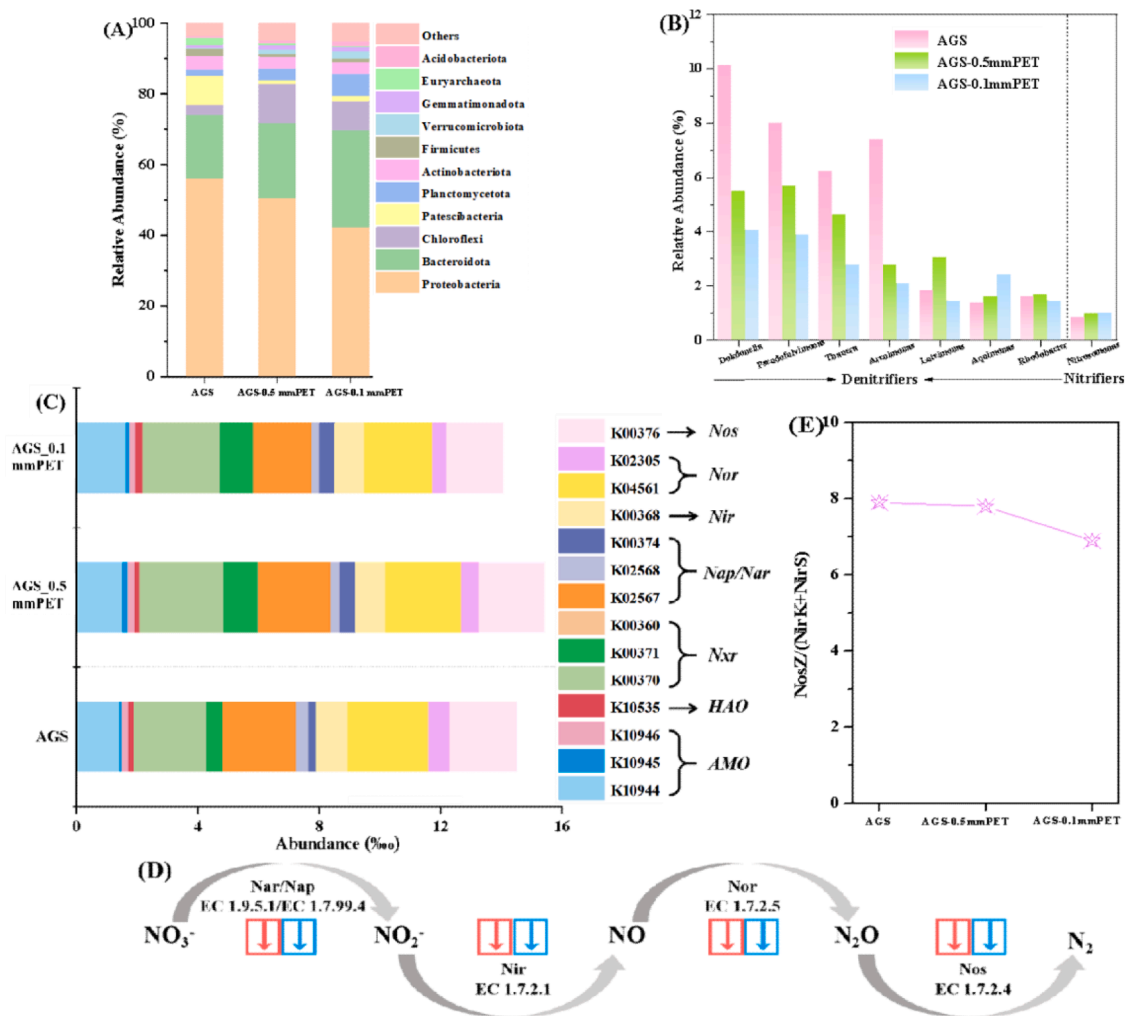 (A)
Relative Abundance (%)
100
80
60
40
20
0
AGS
AGS-0.5 mmPET
AGS-0.1 mmPET
Others
Acidobacteriota
Euryarchaeota
Gemmatimonadota
Verrucomicrobiota
Firmicutes
Actinobacteriota
Planctomycetota
Patescibacteria
Chloroflexi
Bacteroidota
Proteobacteria
(B)
Relative Abundance (%)
12
10
8
6
4
2
0
AGS
AGS-0.5mmPET
AGS-0.1mmPET
Dokdonella
Pseudofulvimonas
Thauera
Arenimonas
Luteimonas
Aquimonas
Rhodobacter
Nitrosomonas
Denitrifiers
Nitrifiers
(C)
AGS_0.1
mmPET
AGS_0.5
mmPET
AGS
0
4
8
12
16
Abundance (‱)
K00376
Nos
K02305
K04561
Nor
K00368
Nir
K00374
K02568
K02567
Nap/Nar
K00360
K00371
K00370
Nxr
K10535
HAO
K10946
K10945
K10944
AMO
(E)
NosZ/(NirK+NirS)
10
8
6
4
2
0
AGS
AGS-0.5mmPET
AGS-0.1mmPET
(D)
Nar/Nap
EC 1.9.5.1/EC 1.7.99.4
Nor
EC 1.7.2.5
NO₃⁻
NO₂⁻
NO
N₂O
N₂
Nir
EC 1.7.2.1
Nos
EC 1.7.2.4